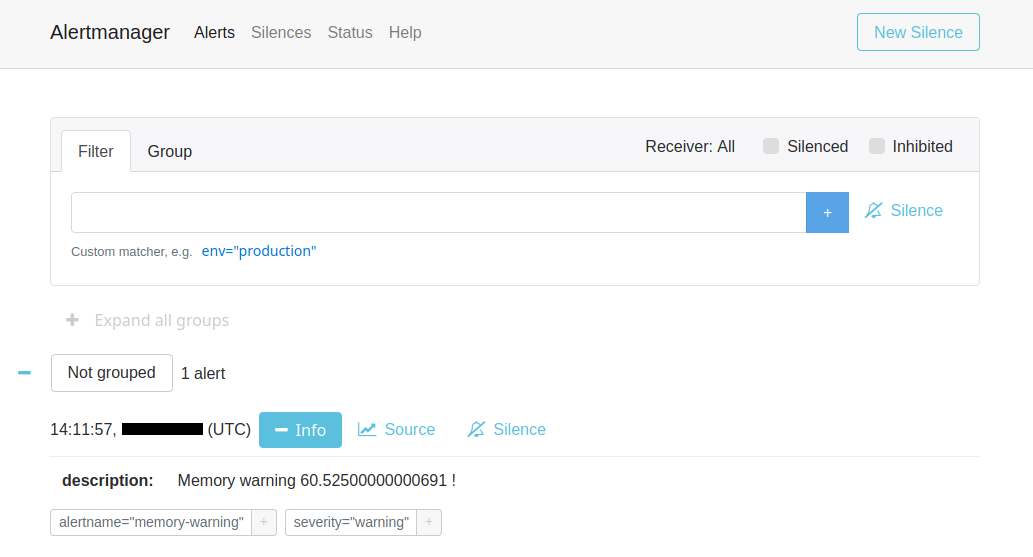 Alertmanager Alerts Silences Status Help New Silence
Filter Group Receiver: All Silenced Inhibited
+ Silence
Custom matcher, e.g. env="production"
+ Expand all groups
- Not grouped 1 alert
14:11:57, (UTC) - Info Source Silence
description: Memory warning 60.52500000000691 !
alertname="memory-warning" + severity="warning" +